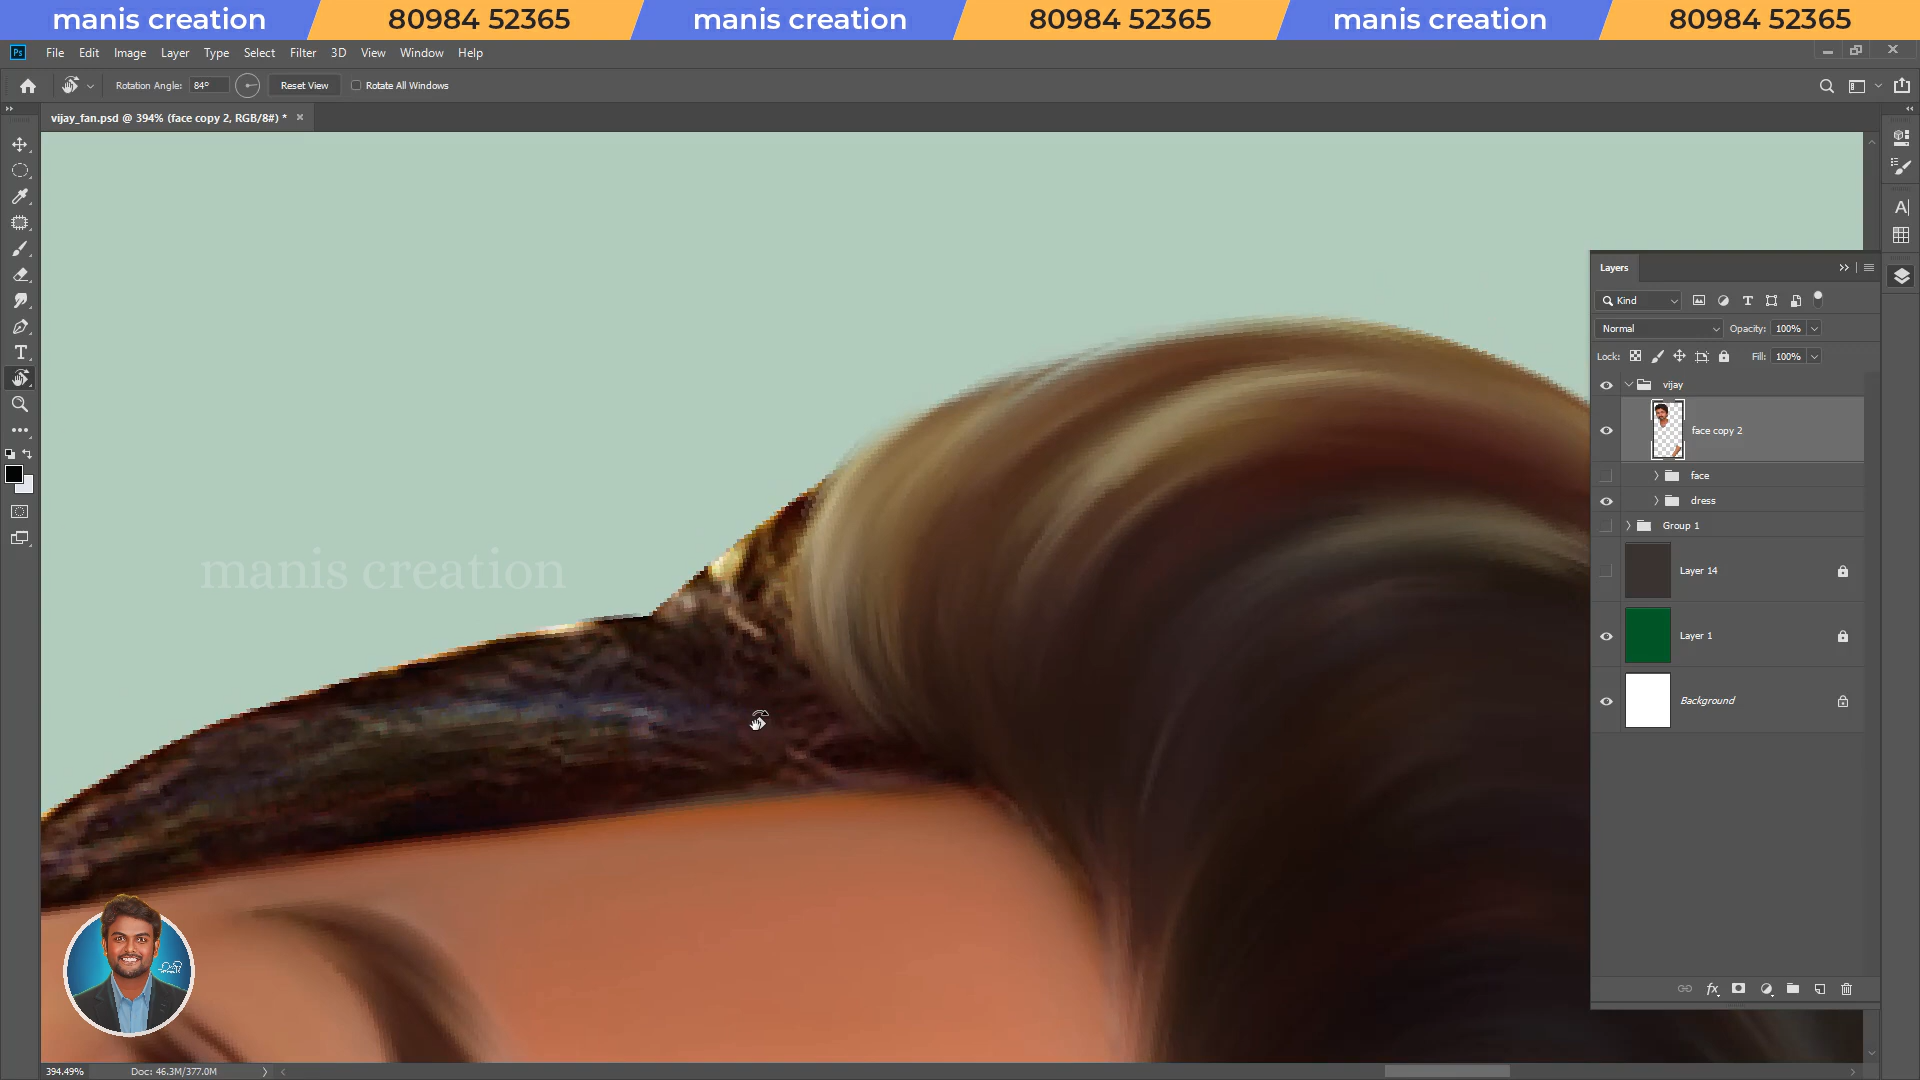 manis creation 80984 52365 manis creation 80984 52365 manis creation 80984 52365
Ps File Edit Image Layer Type Select Filter 3D View Window Help
Rotation Angle: 84° Reset View Rotate All Windows
vijay_fan.psd @ 394% (face copy 2, RGB/8#) * ×
Layers
Kind
Normal Opacity: 100%
Lock: Fill: 100%
vijay
face copy 2
face
dress
Group 1
Layer 14
Layer 1
Background
manis creation
394.49% Doc: 46.3M/377.0M